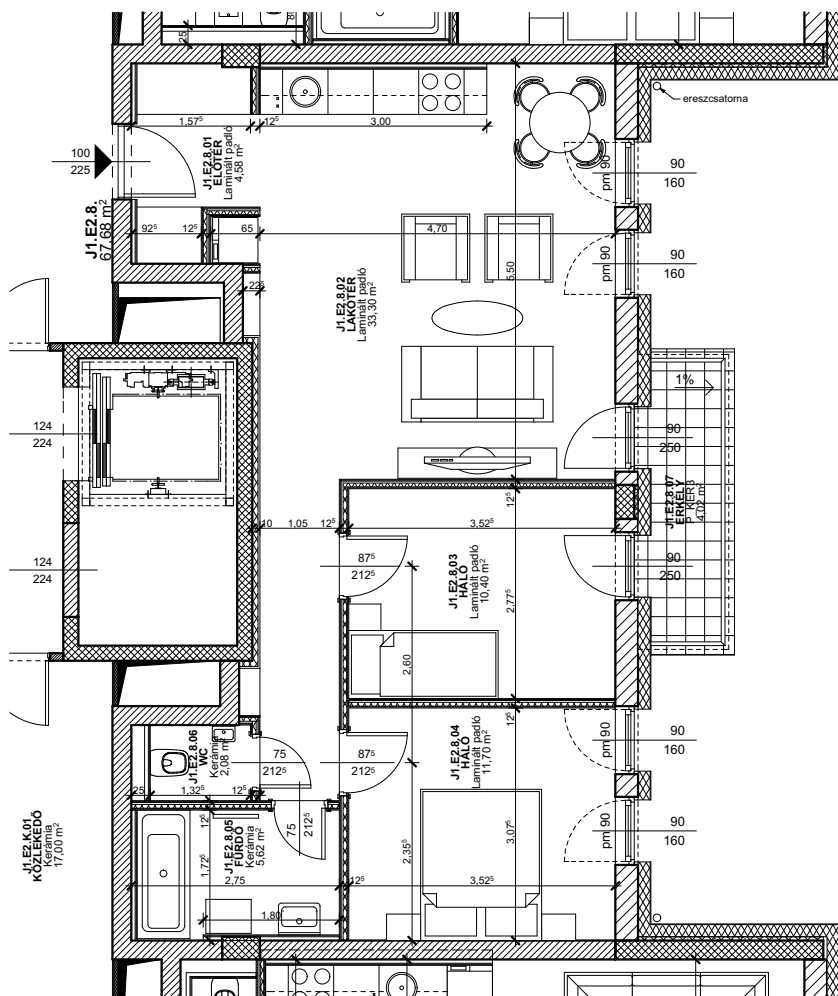 25
8
ereszcsatorna
1,57⁵
12⁵
3,00
100
225
J1.E2.8.01
ELŐTÉR
Laminált padló
4,58 m²
pm 90
90
160
J1.E2.8.
67,68 m²
92⁵
12⁵
65
4,70
pm 90
90
160
5,50
22⁵
J1.E2.8.02
LAKÓTÉR
Laminált padló
33,30 m²
1%
124
224
90
250
J1.E2.8.07
ERKÉLY
P_KER3
4,02 m²
12⁵
10
1,05
12⁵
3,52⁵
124
224
87⁵
212⁵
J1.E2.8.03
HÁLÓ
Laminált padló
10,40 m²
90
250
2,77⁵
2,60
12⁵
J1.E2.8.06
WC
Kerámia
2,08 m²
75
212⁵
87⁵
212⁵
J1.E2.8.04
HÁLÓ
Laminált padló
11,70 m²
pm 90
90
160
25
1,32⁵
12⁵
12⁵
75
212⁵
J1.E2.8.05
FÜRDŐ
Kerámia
5,62 m²
1,72⁵
2,35⁵
3,07⁵
pm 90
90
160
J1.E2.K.01
KÖZLEKEDŐ
Kerámia
17,00 m²
2,75
12⁵
3,52⁵
1,80